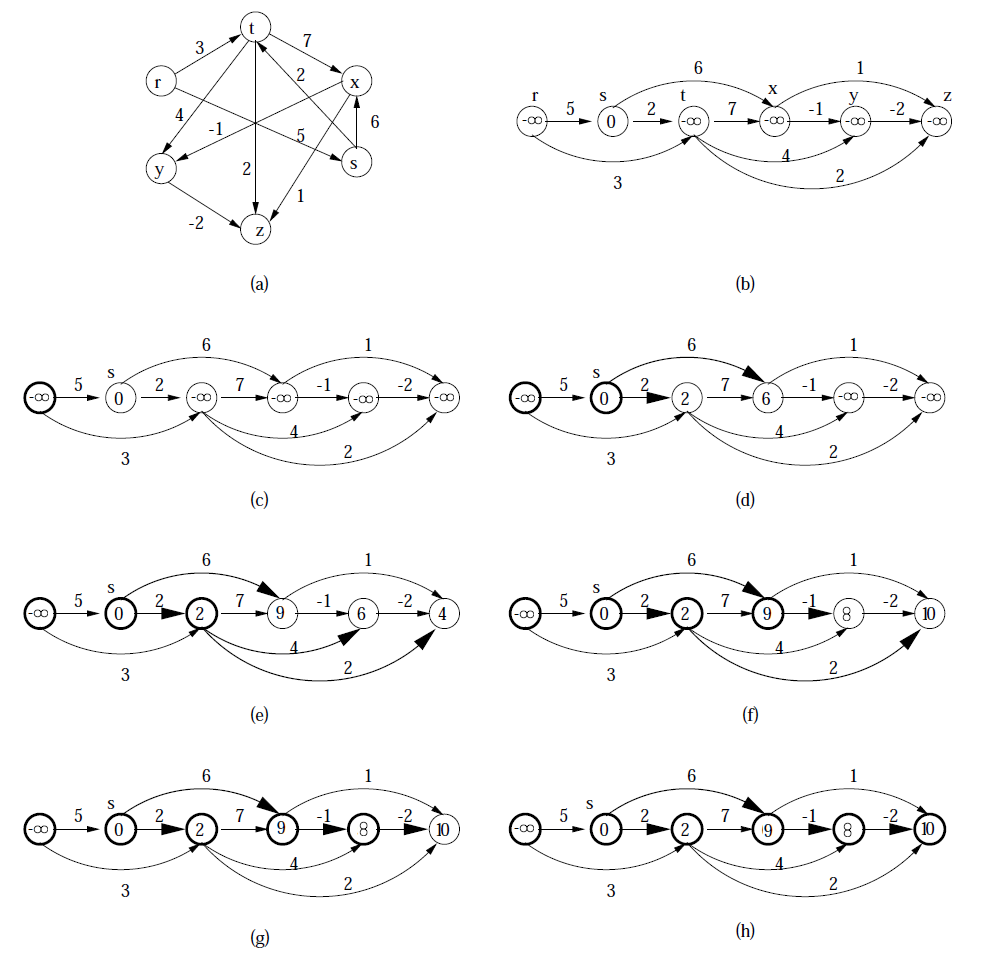 t
3 7
2
r x
4 -1 5 6
y s
2 1
-2 z
(a)
6 1
r s t x y z
-∞ 5 0 2 -∞ 7 -∞ -1 -∞ -2 -∞
4
3 2
(b)
6 1
s
-∞ 5 0 2 -∞ 7 -∞ -1 -∞ -2 -∞
4
3 2
(c)
6 1
s
-∞ 5 0 2 2 7 6 -1 -∞ -2 -∞
4
3 2
(d)
6 1
s
-∞ 5 0 2 2 7 9 -1 6 -2 4
4
3 2
(e)
6 1
s
-∞ 5 0 2 2 7 9 -1 8 -2 10
4
3 2
(f)
6 1
s
-∞ 5 0 2 2 7 9 -1 8 -2 10
4
3 2
(g)
6 1
s
-∞ 5 0 2 2 7 9 -1 8 -2 10
4
3 2
(h)